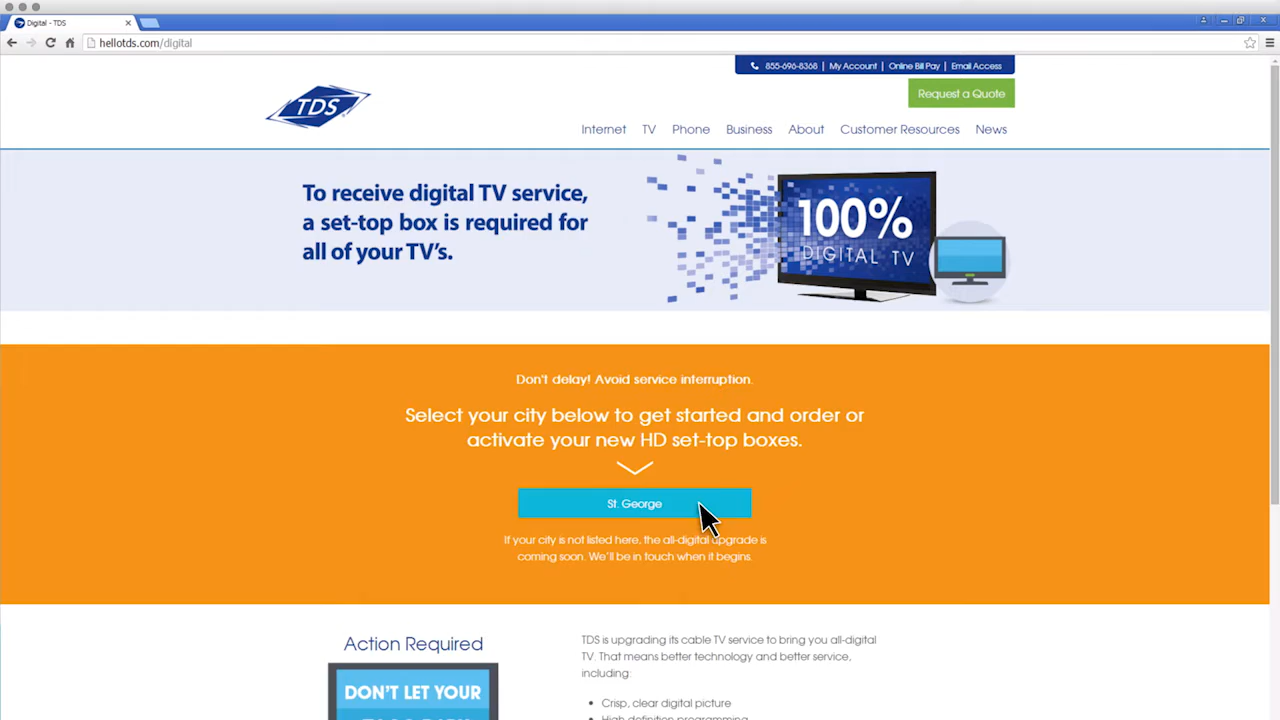 Digital - TDS
hellotds.com/digital
855-696-8368 | My Account | Online Bill Pay | Email Access
TDS
Request a Quote
Internet TV Phone Business About Customer Resources News
To receive digital TV service,
a set-top box is required for
all of your TV's.
100%
DIGITAL TV
Don't delay! Avoid service interruption.
Select your city below to get started and order or
activate your new HD set-top boxes.
St. George
If your city is not listed here, the all-digital upgrade is
coming soon. We'll be in touch when it begins.
Action Required
DON'T LET YOUR
TDS is upgrading its cable TV service to bring you all-digital
TV. That means better technology and better service,
including:
• Crisp, clear digital picture
• High definition programming